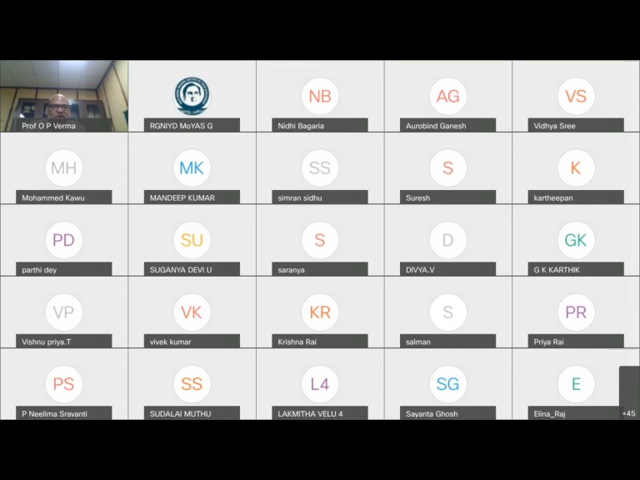 Prof O P Verma
RGNIYD MoYAS G
NB
Nidhi Bagaria
AG
Aurobind Ganesh
VS
Vidhya Sree
MH
Mohammed Kawu
MK
MANDEEP KUMAR
SS
simran sidhu
S
Suresh
K
kartheepan
PD
parthi dey
SU
SUGANYA DEVI U
S
saranya
D
DIVYA.V
GK
G K KARTHIK
VP
Vishnu priya.T
VK
vivek kumar
KR
Krishna Rai
S
salman
PR
Priya Rai
PS
P Neelima Sravanti
SS
SUDALAI MUTHU
L4
LAKMITHA VELU 4
SG
Sayanta Ghosh
E
Elina_Raj
+45